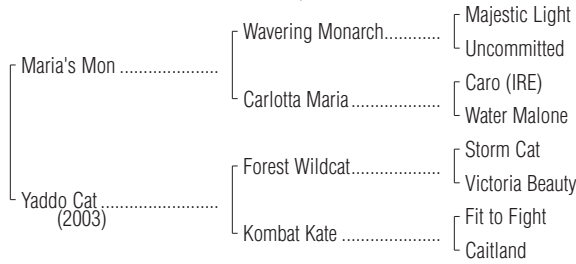 Majestic Light
Wavering Monarch............
Uncommitted
Maria's Mon .....................
Caro (IRE)
Carlotta Maria...................
Water Malone
Storm Cat
Forest Wildcat...................
Victoria Beauty
Yaddo Cat.........................
(2003)
Fit to Fight
Kombat Kate .....................
Caitland